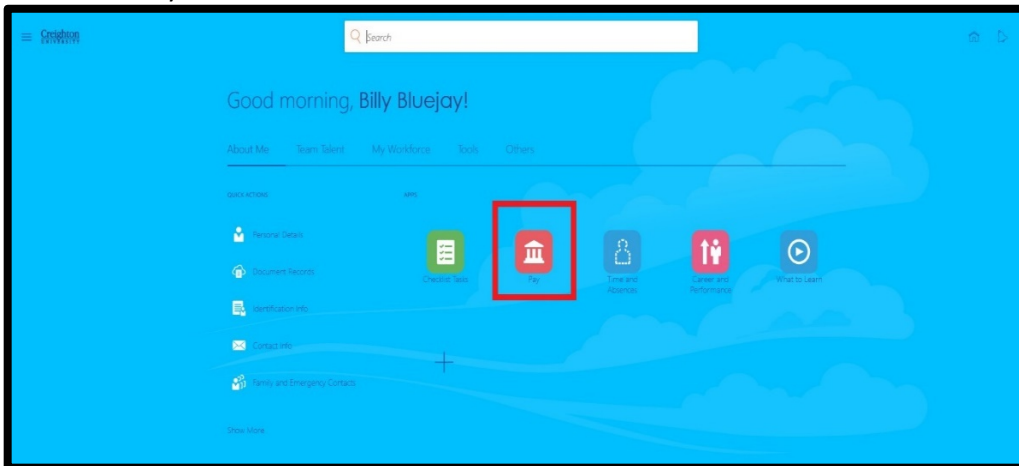 Creighton
UNIVERSITY
Search
Good morning, Billy Bluejay!
About Me Team Talent My Workforce Tools Others
QUICK ACTIONS APPS
Personal Details
Document Records
Identification Info
Contact Info
Family and Emergency Contacts
Show More
Checklist Tasks
Pay
Time and
Absences
Career and
Performance
What to Learn